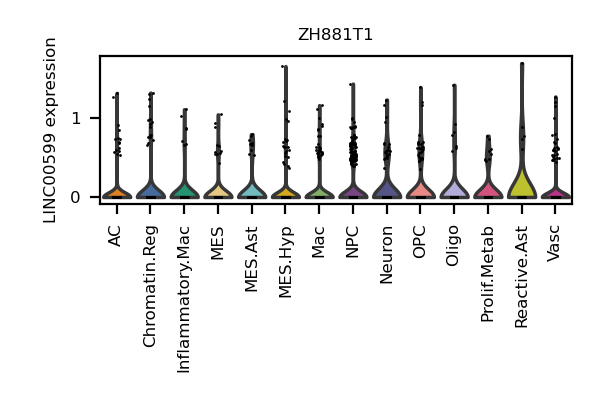 ZH881T1
LINC00599 expression
1
0
AC
Chromatin.Reg
Inflammatory.Mac
MES
MES.Ast
MES.Hyp
Mac
NPC
Neuron
OPC
Oligo
Prolif.Metab
Reactive.Ast
Vasc